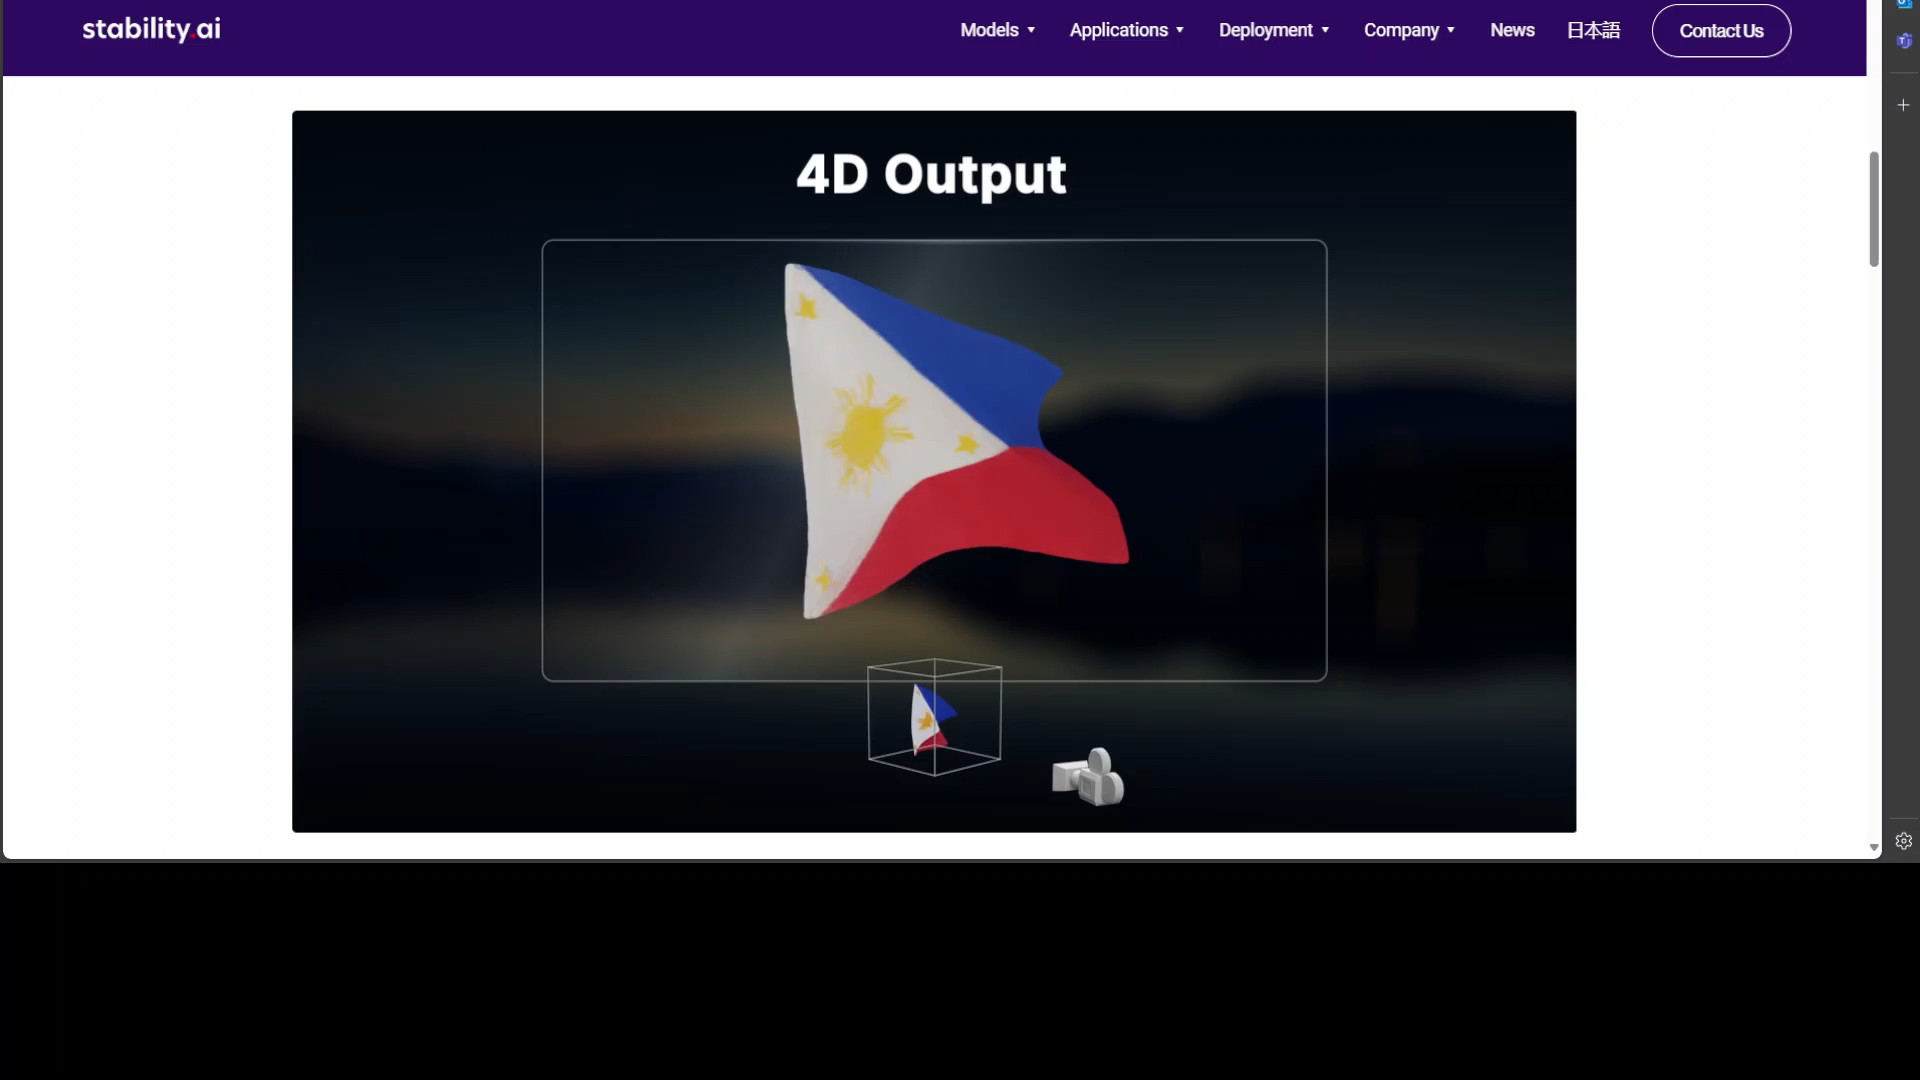 stability.ai
Models
Applications
Deployment
Company
News
日本語
Contact Us
4D Output